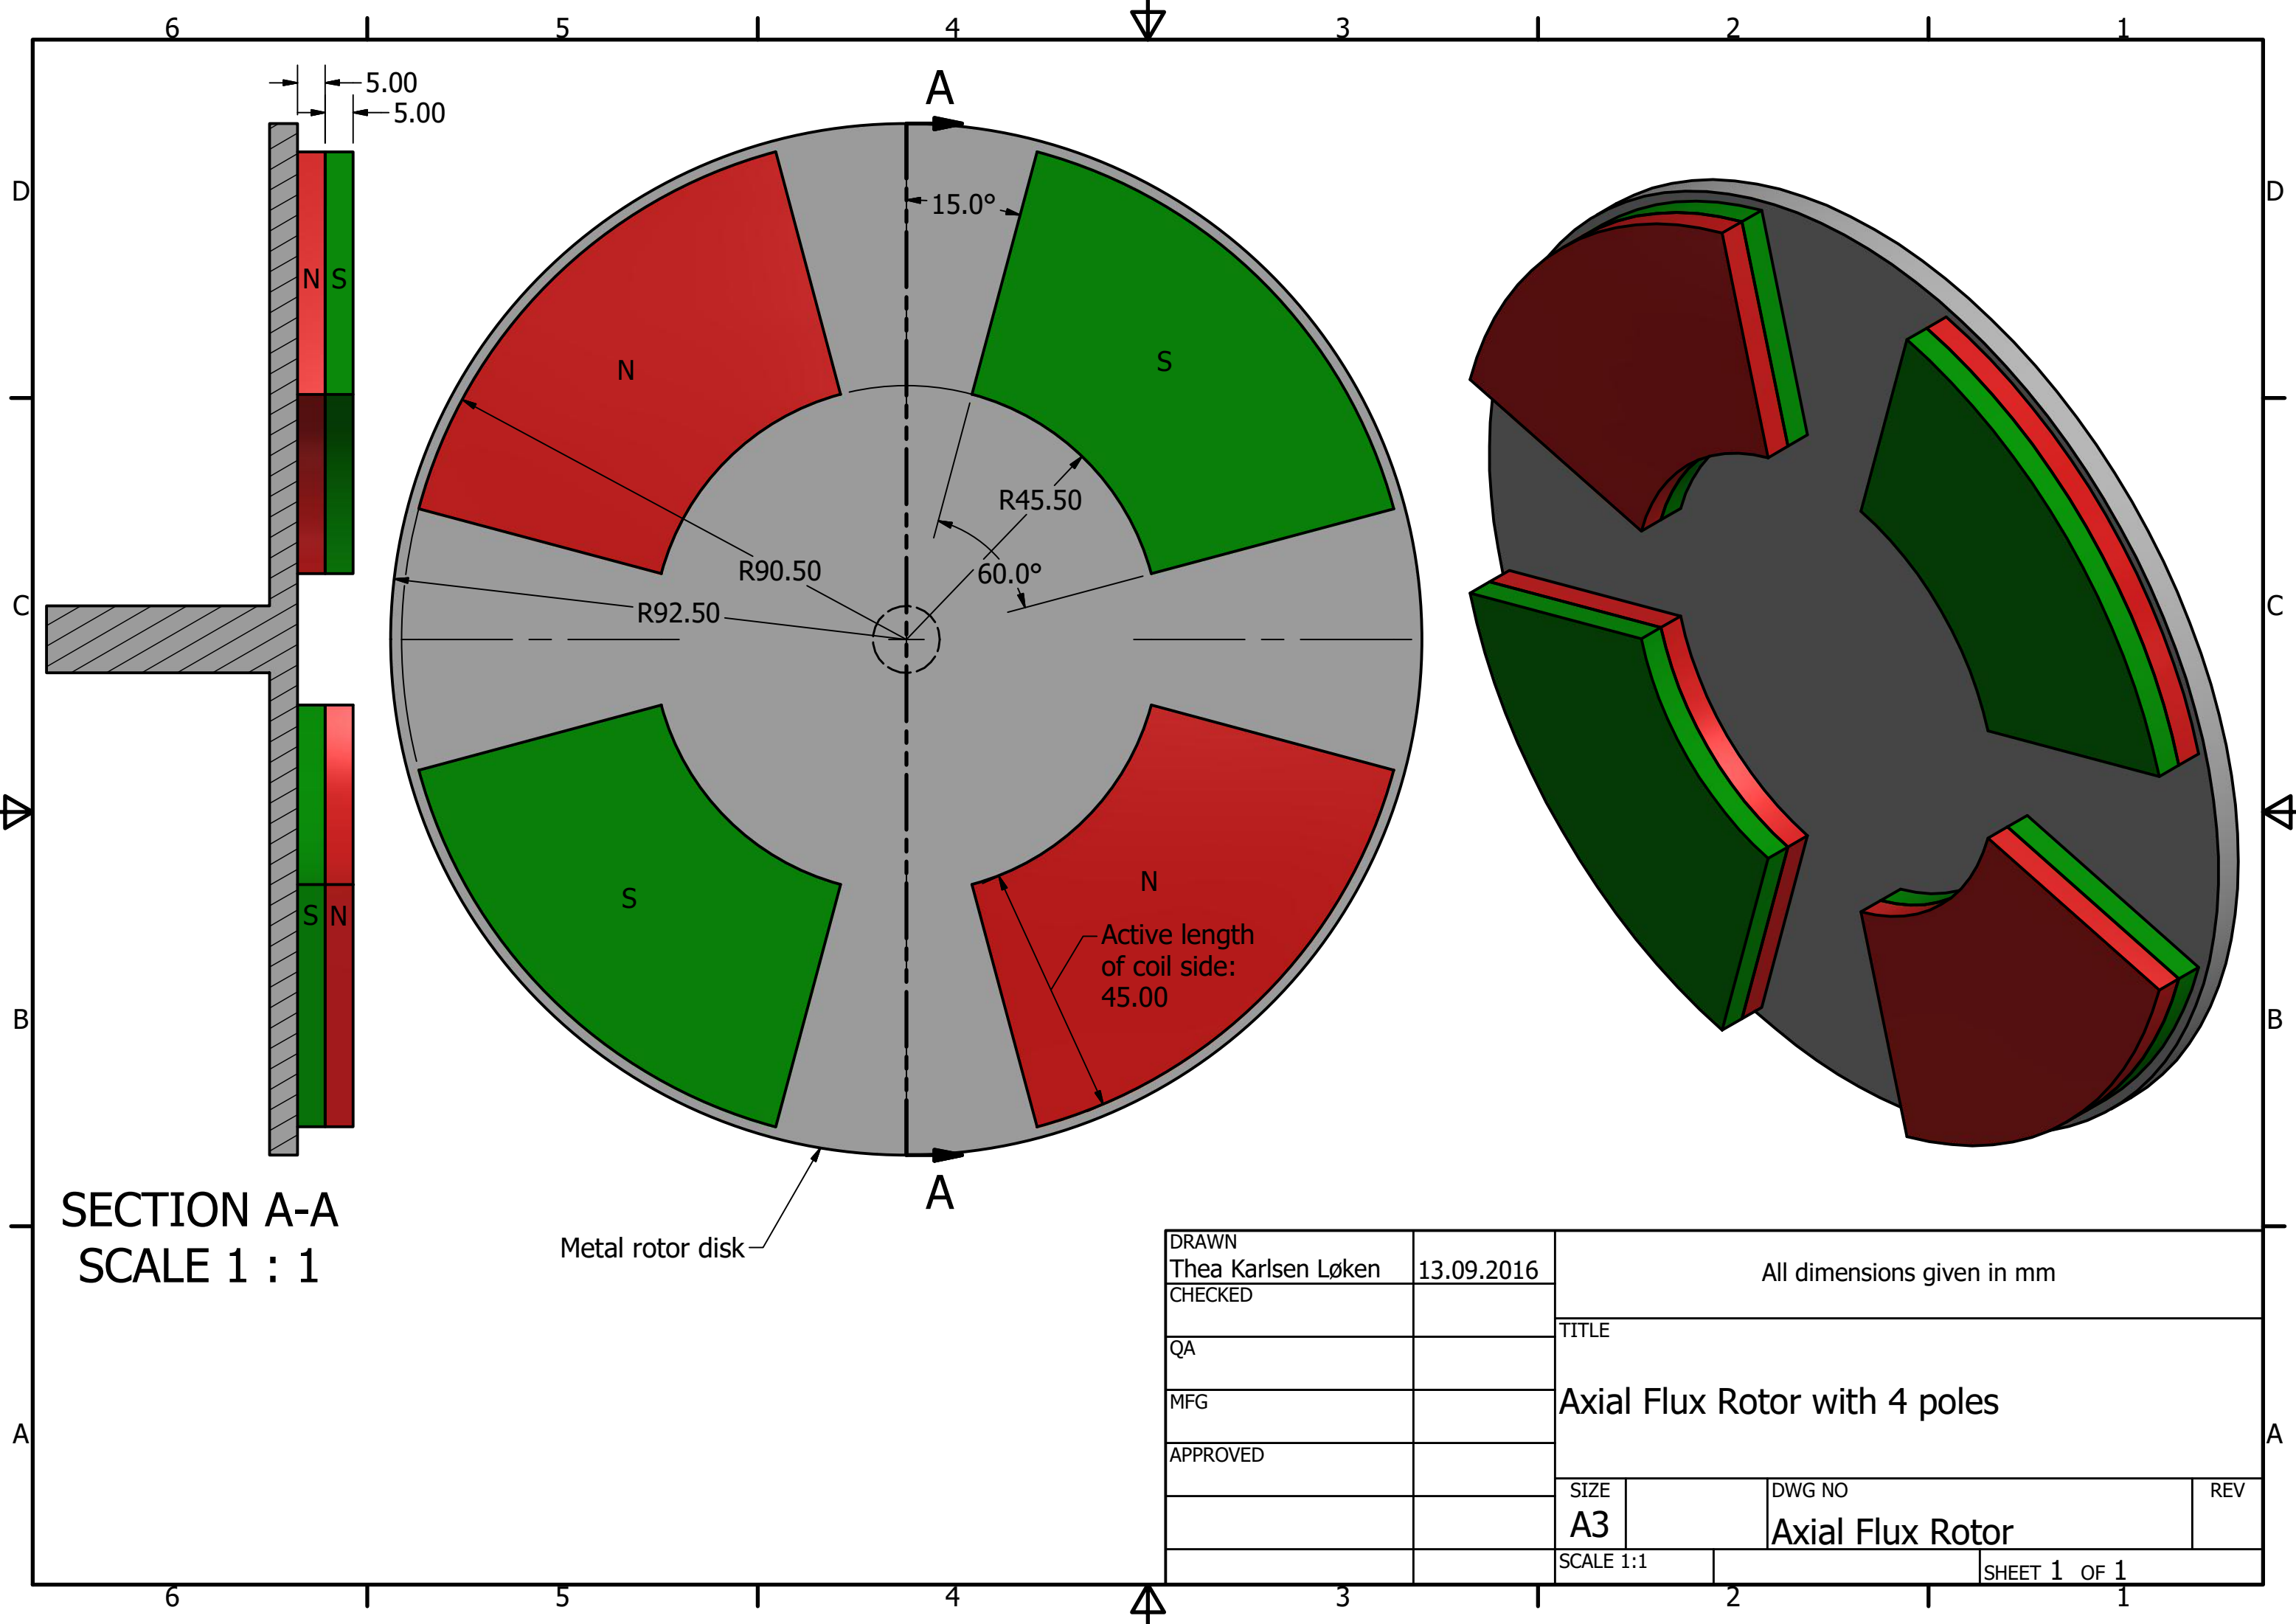 6 5 4 3 2 1
5.00
5.00
A
D D
15.0°
N S
N
S
R45.50
R90.50
60.0°
R92.50
C C
N
Active length
of coil side:
45.00
S
S N
B B
A
SECTION A-A
SCALE 1 : 1
Metal rotor disk
DRAWN
Thea Karlsen Løken 13.09.2016
All dimensions given in mm
CHECKED
TITLE
QA
MFG
Axial Flux Rotor with 4 poles
A A
APPROVED
SIZE DWG NO REV
A3 Axial Flux Rotor
SCALE 1:1
SHEET 1 OF 1
6 5 4 3 2 1